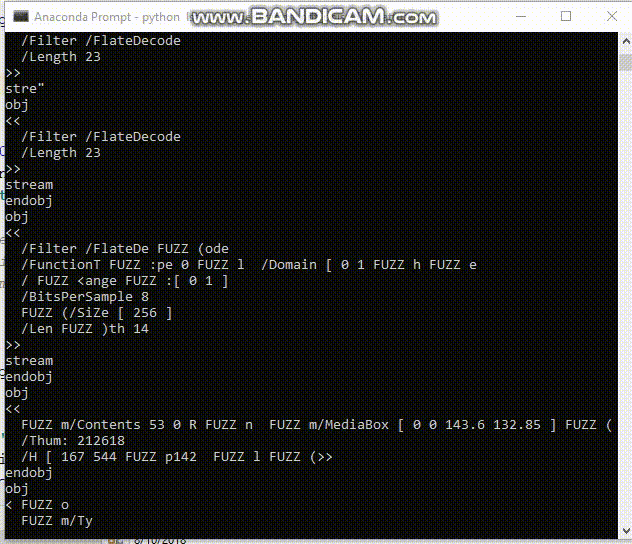 Anaconda Prompt - python
www.BANDICAM.com
/Filter /FlateDecode
/Length 23
>>
stre"
obj
<<
/Filter /FlateDecode
/Length 23
>>
stream
endobj
obj
<<
/Filter /FlateDe FUZZ (ode
/FunctionT FUZZ :pe 0 FUZZ l  /Domain [ 0 1 FUZZ h FUZZ e
/ FUZZ <ange FUZZ :[ 0 1 ]
/BitsPerSample 8
FUZZ (/SiZe [ 256 ]
/Len FUZZ )th 14
>>
stream
endobj
obj
<<
FUZZ m/Contents 53 0 R FUZZ n  FUZZ m/MediaBox [ 0 0 143.6 132.85 ] FUZZ (
/Thum: 212618
/H [ 167 544 FUZZ p142  FUZZ l FUZZ (>>
endobj
obj
< FUZZ o
FUZZ m/Ty
8/10/2018